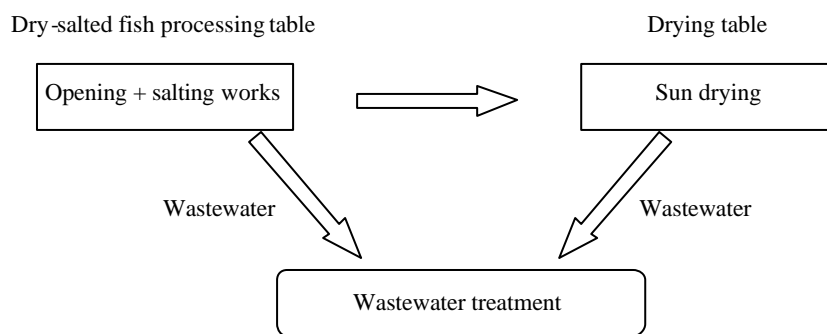 Dry-salted fish processing table
Drying table
Opening + salting works
Sun drying
Wastewater
Wastewater
Wastewater treatment